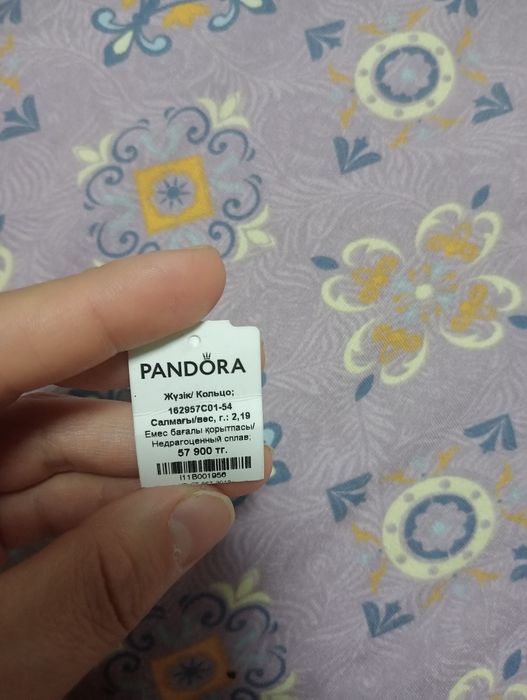 PANDORA
Жүзік/ Кольцо;
162957C01-54
Салмағы/вес, г.: 2,19
Емес бағалы қорытпасы/
Недрагоценный сплав;
57 900 тг.
I11B001956